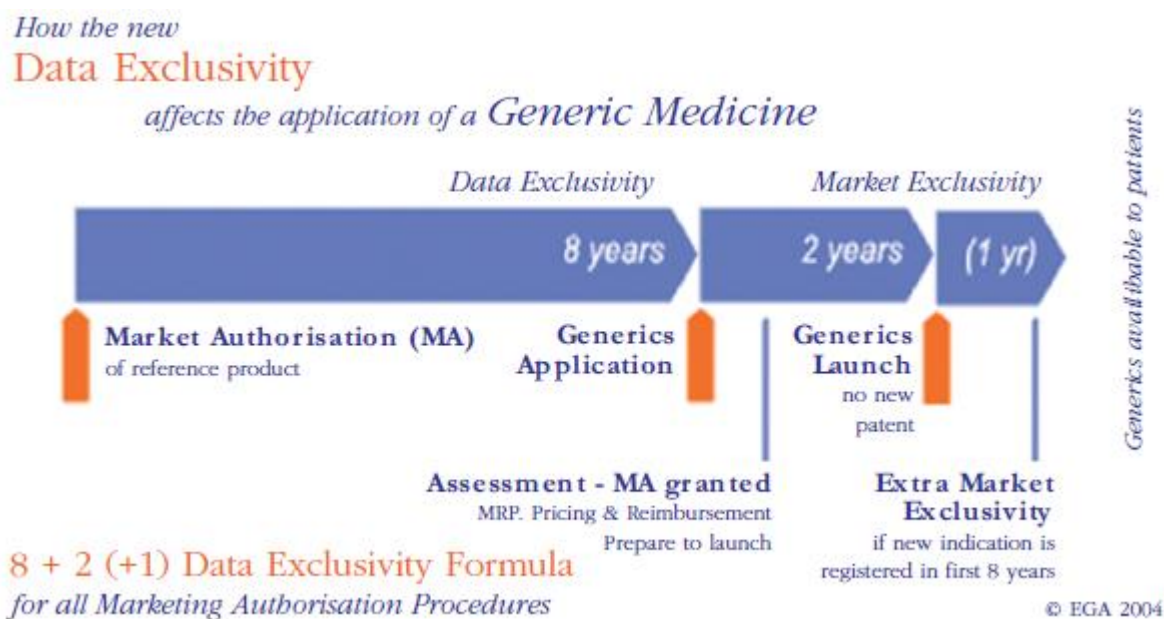 How the new
Data Exclusivity
affects the application of a Generic Medicine
Data Exclusivity
Market Exclusivity
8 years
2 years
(1 yr)
Market Authorisation (MA)
of reference product
Generics
Application
Generics
Launch
no new
patent
Assessment - MA granted
MRP. Pricing & Reimbursement
Prepare to launch
Extra Market
Exclusivity
if new indication is
registered in first 8 years
Generics availibable to patients
8 + 2 (+1) Data Exclusivity Formula
for all Marketing Authorisation Procedures
© EGA 2004